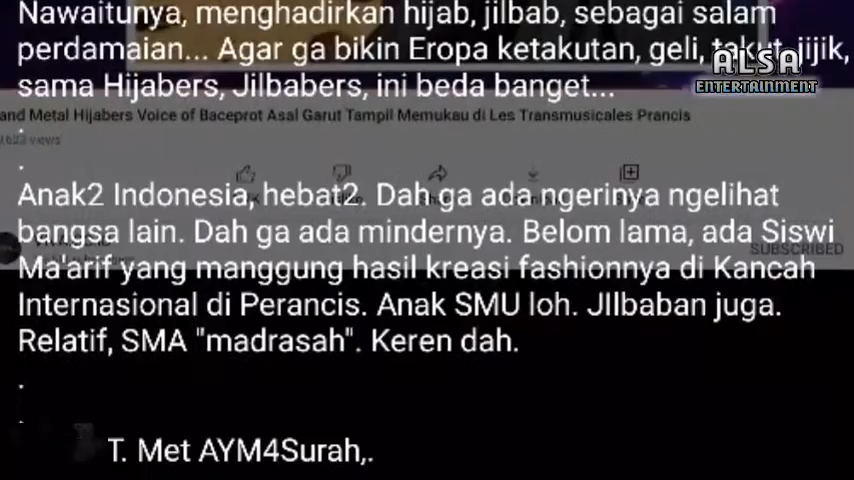 Nawaitunya, menghadirkan hijab, jilbab, sebagai salam
perdamaian... Agar ga bikin Eropa ketakutan, geli, takut, jijik,
sama Hijabers, Jilbabers, ini beda banget...
ALSA
ENTERTAINMENT
and Metal Hijabers Voice of Baceprot Asal Garut Tampil Memukau di Les Transmusicales Prancis
views
.
.
Anak2 Indonesia, hebat2. Dah ga ada ngerinya ngelihat
bangsa lain. Dah ga ada mindernya. Belom lama, ada Siswi
SUBSCRIBED
Ma'arif yang manggung hasil kreasi fashionnya di Kancah
Internasional di Perancis. Anak SMU loh. JIlbaban juga.
Relatif, SMA "madrasah". Keren dah.
.
.
T. Met AYM4Surah,.